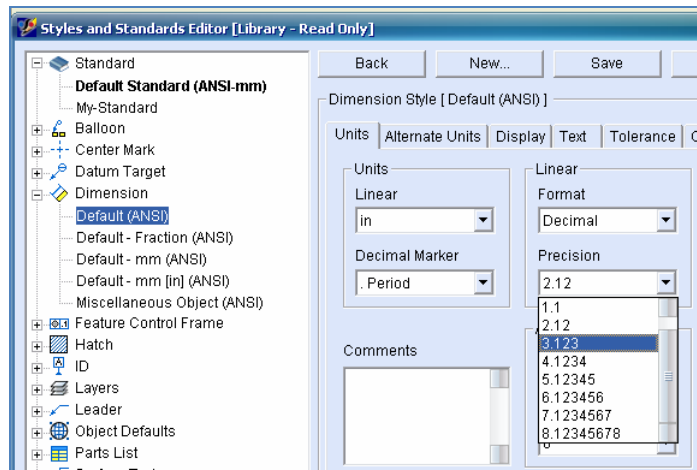 Styles and Standards Editor [Library - Read Only]
Standard
Default Standard (ANSI-mm)
My-Standard
Balloon
Center Mark
Datum Target
Dimension
Default (ANSI)
Default - Fraction (ANSI)
Default - mm (ANSI)
Default - mm [in] (ANSI)
Miscellaneous Object (ANSI)
Feature Control Frame
Hatch
ID
Layers
Leader
Object Defaults
Parts List
Back
New...
Save
Dimension Style [ Default (ANSI) ]
Units
Alternate Units
Display
Text
Tolerance
Units
Linear
in
Decimal Marker
. Period
Linear
Format
Decimal
Precision
2.12
1.1
2.12
3.123
4.1234
5.12345
6.123456
7.1234567
8.12345678
Comments